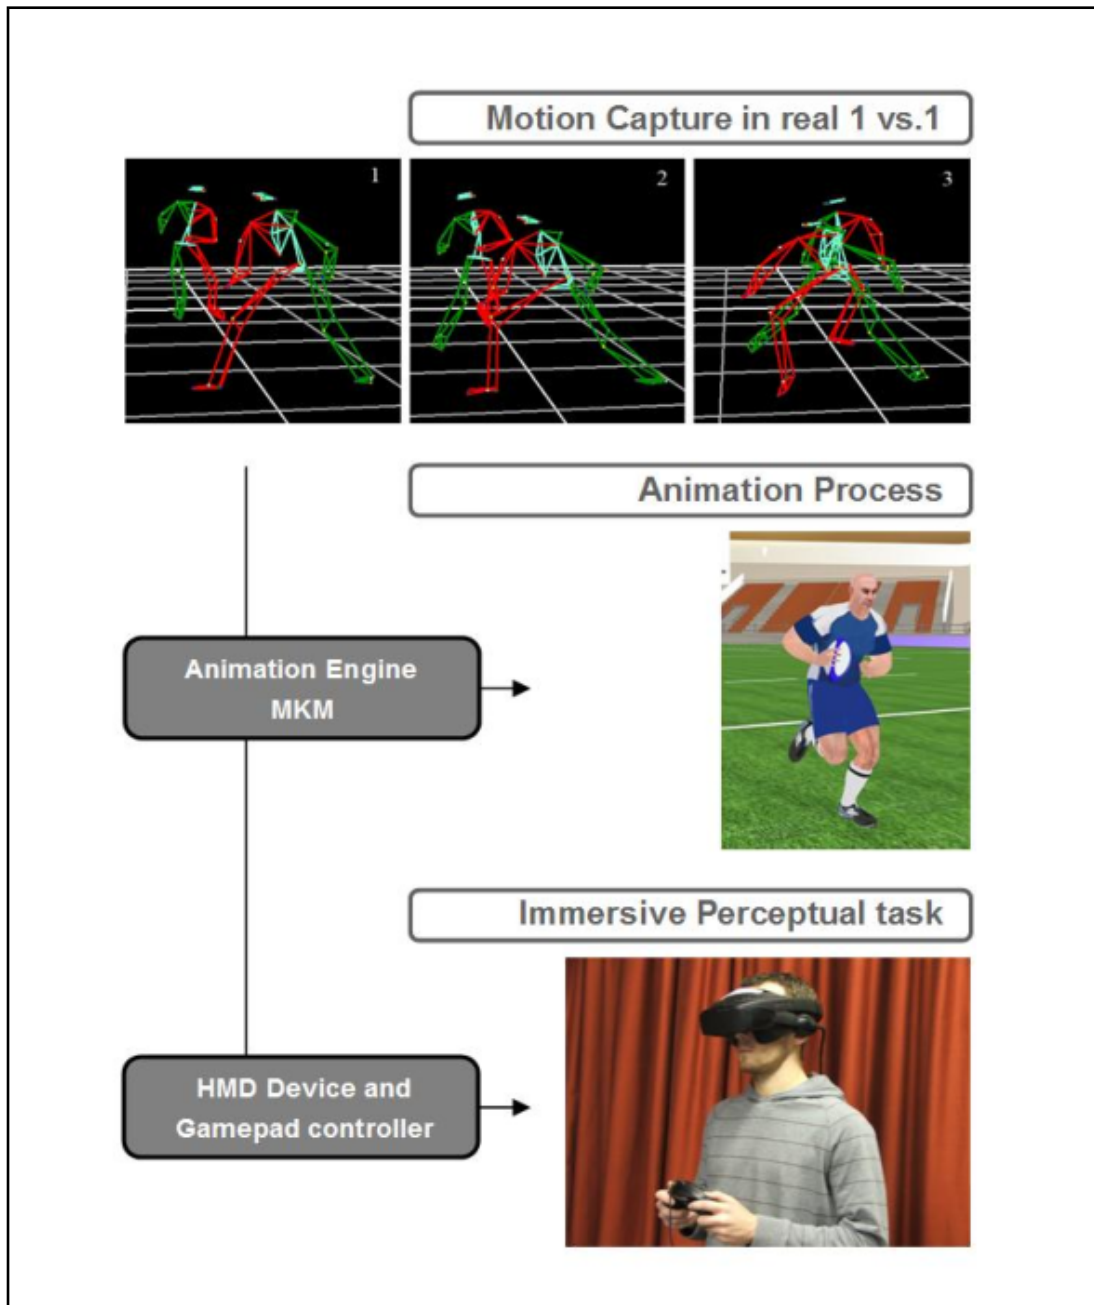 Motion Capture in real 1 vs.1
1
2
3
Animation Process
Animation Engine
MKM
Immersive Perceptual task
HMD Device and
Gamepad controller